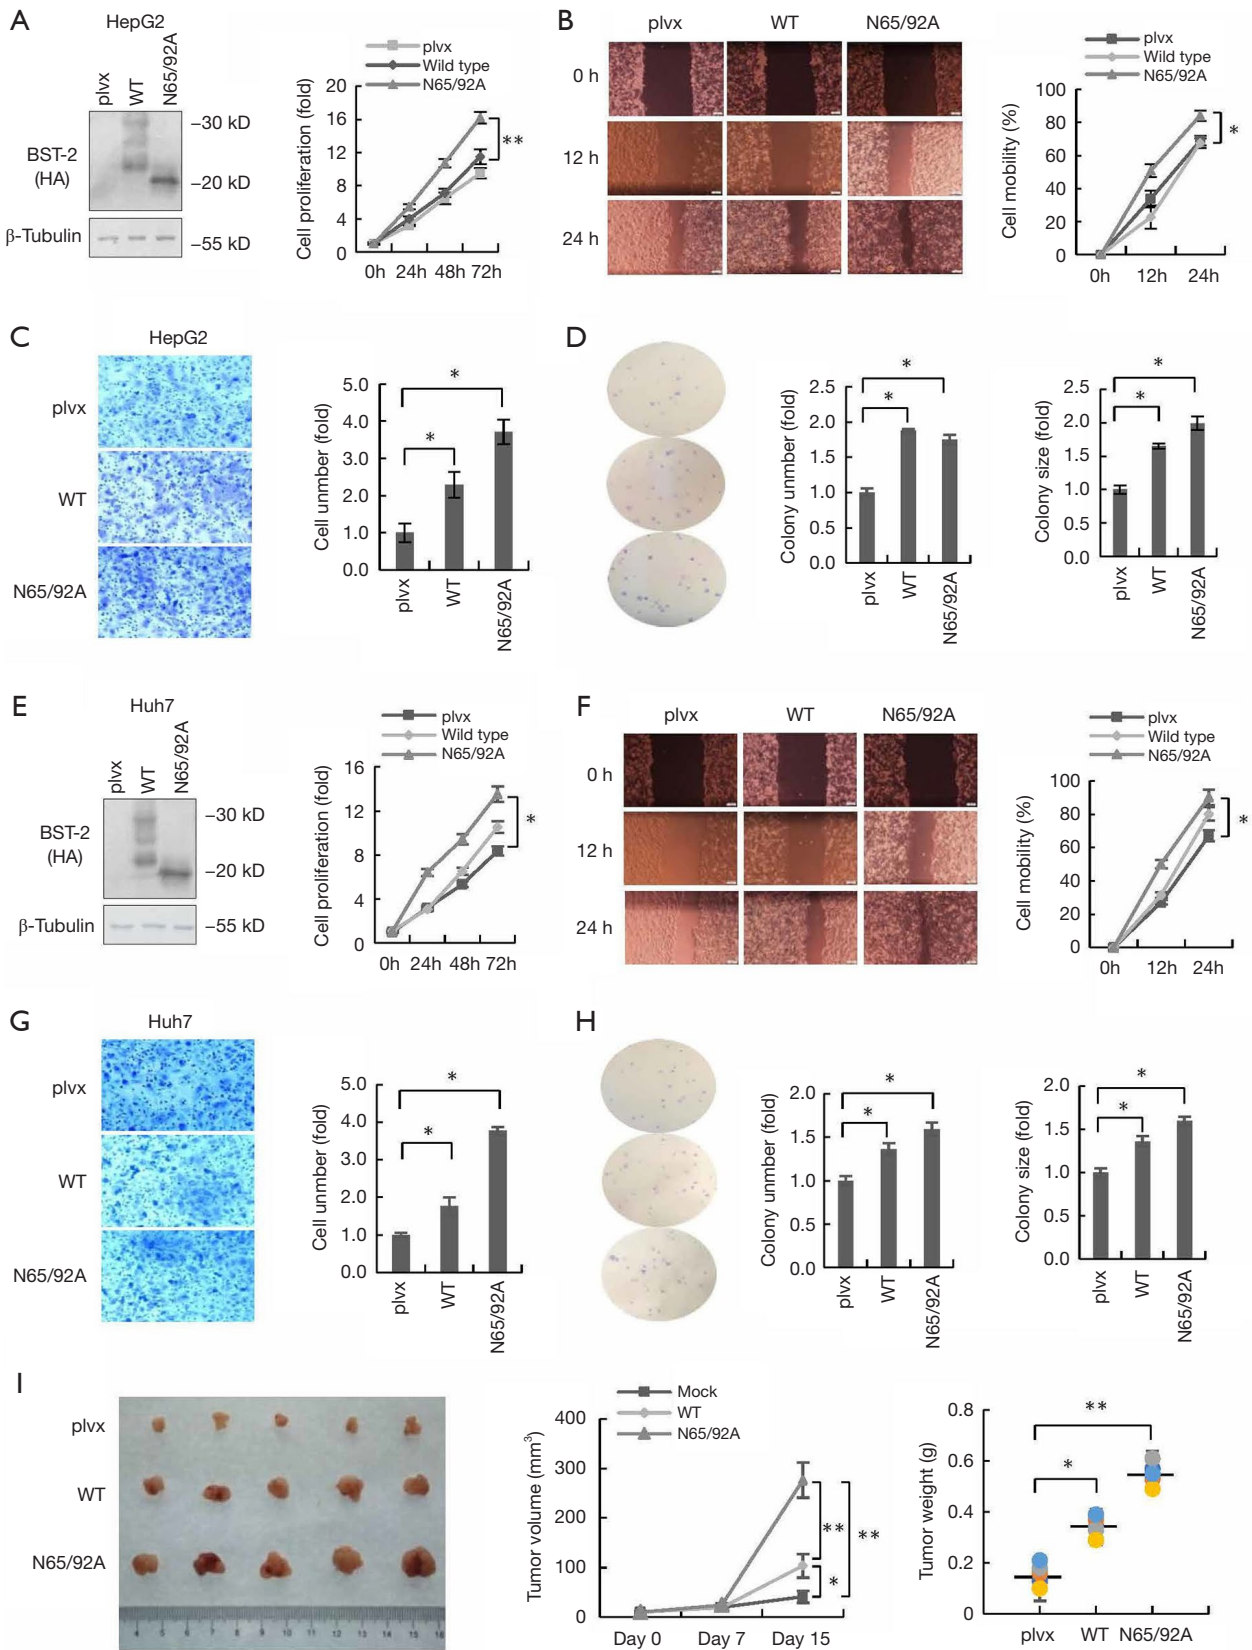 A
HepG2
plvx
WT
N65/92A
BST-2
(HA)
–30 kD
–20 kD
β-Tubulin
–55 kD
plvx
Wild type
N65/92A
Cell proliferation (fold)
20
16
12
8
4
0
0h 24h 48h 72h
**
B
plvx WT N65/92A
0 h
12 h
24 h
plvx
Wild type
N65/92A
Cell mobility (%)
100
80
60
40
20
0
0h 12h 24h
*
C
HepG2
plvx
WT
N65/92A
Cell unmber (fold)
5.0
4.0
3.0
2.0
1.0
0.0
*
*
plvx
WT
N65/92A
D
Colony unmber (fold)
2.5
2.0
1.5
1.0
0.5
0.0
*
*
plvx
WT
N65/92A
Colony size (fold)
2.5
2.0
1.5
1.0
0.5
0.0
*
*
plvx
WT
N65/92A
E
Huh7
plvx
WT
N65/92A
BST-2
(HA)
–30 kD
–20 kD
β-Tubulin
–55 kD
plvx
Wild type
N65/92A
Cell proliferation (fold)
16
12
8
4
0
0h 24h 48h 72h
*
F
plvx WT N65/92A
0 h
12 h
24 h
plvx
Wild type
N65/92A
Cell mobility (%)
100
80
60
40
20
0
0h 12h 24h
*
G
Huh7
plvx
WT
N65/92A
Cell unmber (fold)
5.0
4.0
3.0
2.0
1.0
0.0
*
*
plvx
WT
N65/92A
H
Colony unmber (fold)
2.0
1.5
1.0
0.5
0.0
*
*
plvx
WT
N65/92A
Colony size (fold)
2.0
1.5
1.0
0.5
0.0
*
*
plvx
WT
N65/92A
I
plvx
WT
N65/92A
4 5 6 7 8 9 10 11 12 13 14 15 16
Mock
WT
N65/92A
Tumor volume (mm³)
400
300
200
100
0
Day 0 Day 7 Day 15
**
*
**
Tumor weight (g)
0.8
0.6
0.4
0.2
0
*
**
plvx WT N65/92A